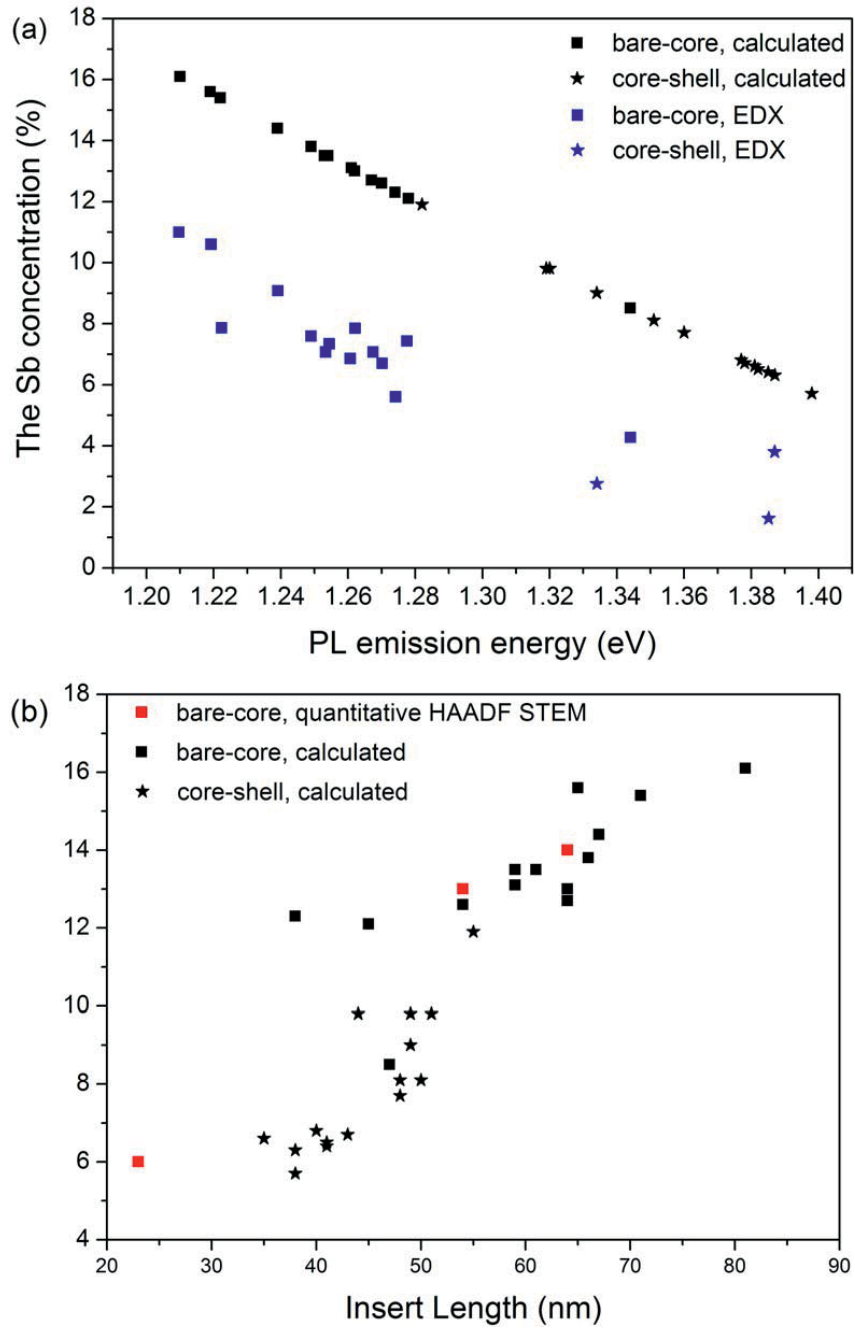 (a)
18
16
14
12
10
8
6
4
2
0
The Sb concentration (%)
bare-core, calculated
core-shell, calculated
bare-core, EDX
core-shell, EDX
1.20 1.22 1.24 1.26 1.28 1.30 1.32 1.34 1.36 1.38 1.40
PL emission energy (eV)
(b)
18
16
14
12
10
8
6
4
bare-core, quantitative HAADF STEM
bare-core, calculated
core-shell, calculated
20 30 40 50 60 70 80 90
Insert Length (nm)